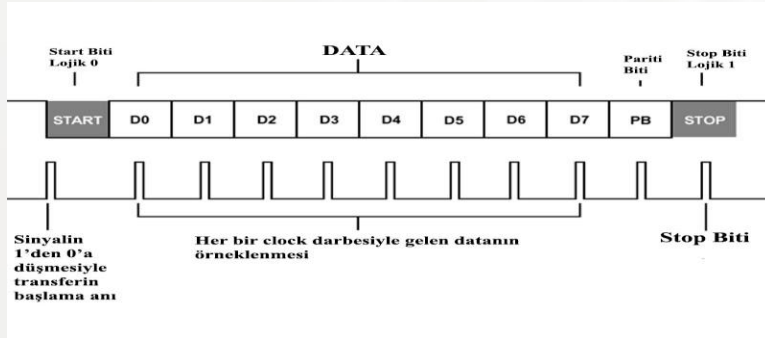 Start Biti
Lojik 0
DATA
Pariti
Biti
Stop Biti
Lojik 1
START D0 D1 D2 D3 D4 D5 D6 D7 PB STOP
Sinyalin
1'den 0'a
düşmesiyle
transferin
başlama anı
Her bir clock darbesiyle gelen datanın
örneklenmesi
Stop Biti